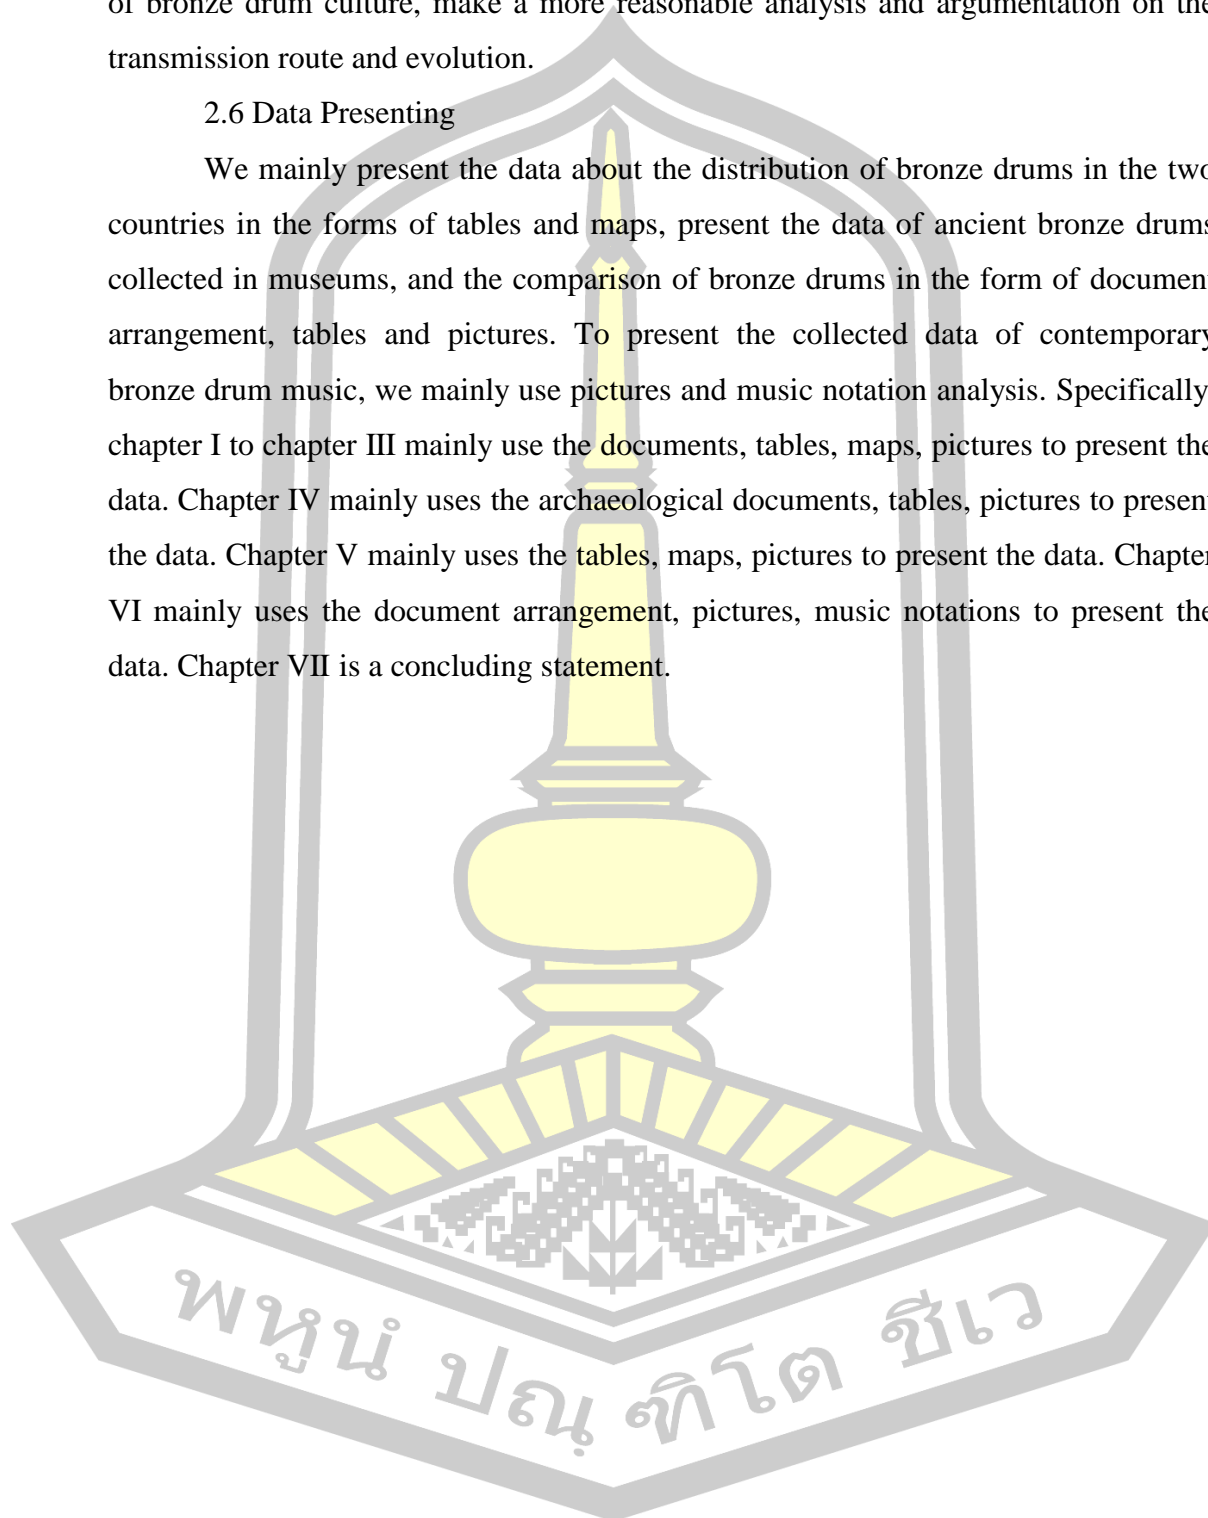 of bronze drum culture, make a more reasonable analysis and argumentation on the
transmission route and evolution.
2.6 Data Presenting
We mainly present the data about the distribution of bronze drums in the two
countries in the forms of tables and maps, present the data of ancient bronze drums
collected in museums, and the comparison of bronze drums in the form of document
arrangement, tables and pictures. To present the collected data of contemporary
bronze drum music, we mainly use pictures and music notation analysis. Specifically,
chapter I to chapter III mainly use the documents, tables, maps, pictures to present the
data. Chapter IV mainly uses the archaeological documents, tables, pictures to present
the data. Chapter V mainly uses the tables, maps, pictures to present the data. Chapter
VI mainly uses the document arrangement, pictures, music notations to present the
data. Chapter VII is a concluding statement.
พหูนํ ปณฺฑิโต ชีเว